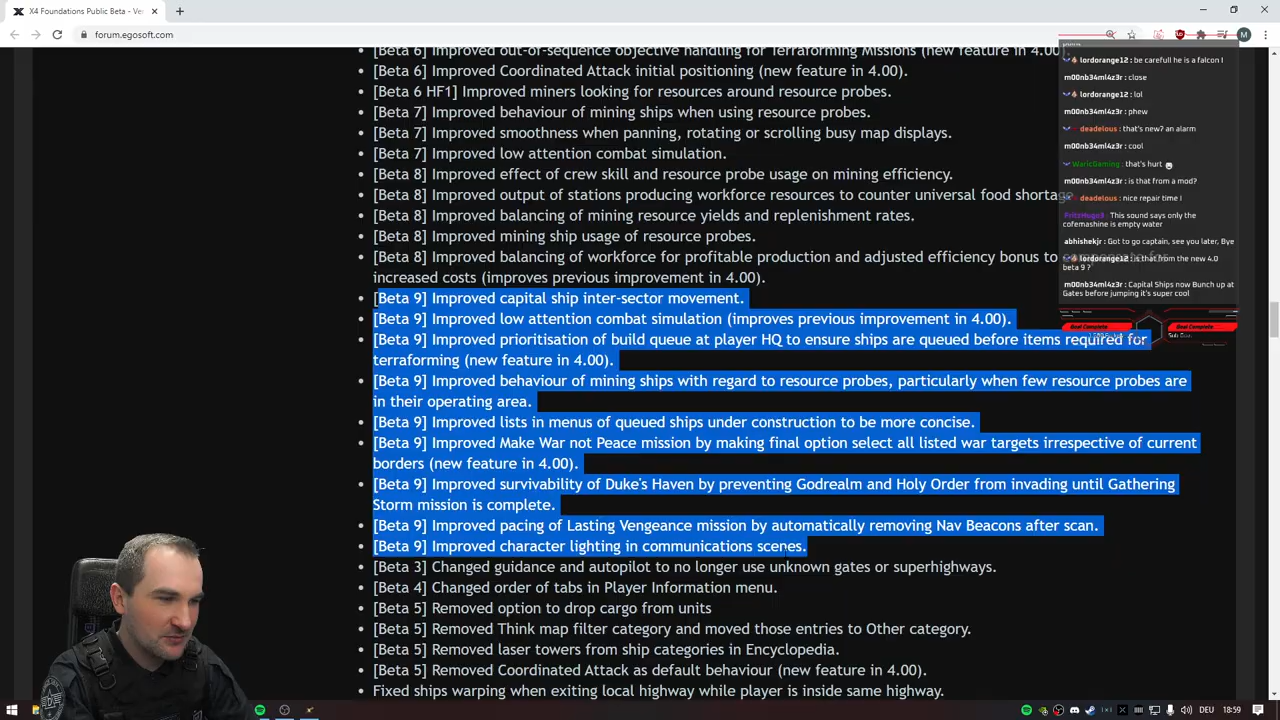 X4 Foundations Public Beta - Ve
forum.egosoft.com
[Beta 6] Improved out-of-sequence objective handling for Terraforming Missions (new feature in 4.00)
[Beta 6] Improved Coordinated Attack initial positioning (new feature in 4.00).
[Beta 6 HF1] Improved miners looking for resources around resource probes.
[Beta 7] Improved behaviour of mining ships when using resource probes.
[Beta 7] Improved smoothness when panning, rotating or scrolling busy map displays.
[Beta 7] Improved low attention combat simulation.
[Beta 8] Improved effect of crew skill and resource probe usage on mining efficiency.
[Beta 8] Improved output of stations producing workforce resources to counter universal food shortage
[Beta 8] Improved balancing of mining resource yields and replenishment rates.
[Beta 8] Improved mining ship usage of resource probes.
[Beta 8] Improved balancing of workforce for profitable production and adjusted efficiency bonus to
increased costs (improves previous improvement in 4.00).
[Beta 9] Improved capital ship inter-sector movement.
[Beta 9] Improved low attention combat simulation (improves previous improvement in 4.00).
[Beta 9] Improved prioritisation of build queue at player HQ to ensure ships are queued before items required for
terraforming (new feature in 4.00).
[Beta 9] Improved behaviour of mining ships with regard to resource probes, particularly when few resource probes are
in their operating area.
[Beta 9] Improved lists in menus of queued ships under construction to be more concise.
[Beta 9] Improved Make War not Peace mission by making final option select all listed war targets irrespective of current
borders (new feature in 4.00).
[Beta 9] Improved survivability of Duke's Haven by preventing Godrealm and Holy Order from invading until Gathering
Storm mission is complete.
[Beta 9] Improved pacing of Lasting Vengeance mission by automatically removing Nav Beacons after scan.
[Beta 9] Improved character lighting in communications scenes.
[Beta 3] Changed guidance and autopilot to no longer use unknown gates or superhighways.
[Beta 4] Changed order of tabs in Player Information menu.
[Beta 5] Removed option to drop cargo from units
[Beta 5] Removed Think map filter category and moved those entries to Other category.
[Beta 5] Removed laser towers from ship categories in Encyclopedia.
[Beta 5] Removed Coordinated Attack as default behaviour (new feature in 4.00).
Fixed ships warping when exiting local highway while player is inside same highway.
lordorange12 : be carefull he is a falcon !
m00nb34ml4z3r : close
lordorange12 : lol
m00nb34ml4z3r : phew
deadelous : that's new? an alarm
m00nb34ml4z3r : cool
WaricGaming : that's hurt
m00nb34ml4z3r : is that from a mod?
deadelous : nice repair time !
FritzHugo3 : This sound says only the
cofemashine is empty water
abhishekjr : Got to go captain, see you later, Bye
lordorange12 : is that from the new 4.0
beta 9 ?
m00nb34ml4z3r : Capital Ships now Bunch up at
Gates before jumping it's super cool
Goal Complete
Goal Complete
M
DEU
18:59